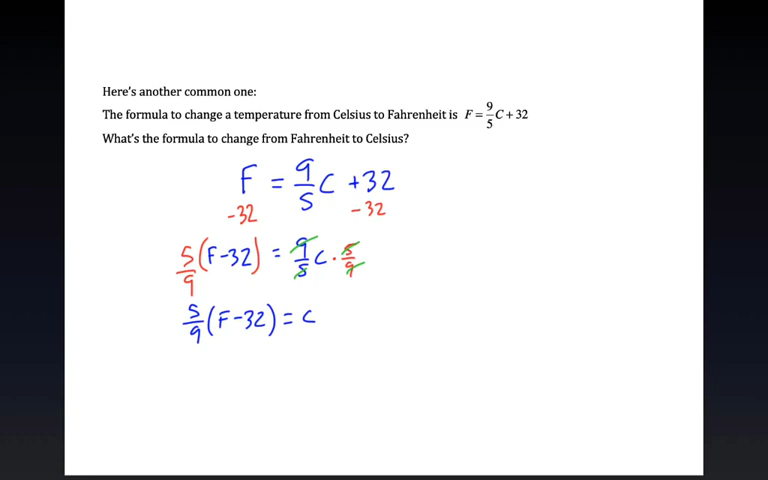 Here's another common one:
The formula to change a temperature from Celsius to Fahrenheit is F = 9/5 C + 32
What's the formula to change from Fahrenheit to Celsius?
F = 9/5 C + 32
-32 -32
5/9 (F-32) = 9/5 C · 5/9
5/9 (F-32) = C